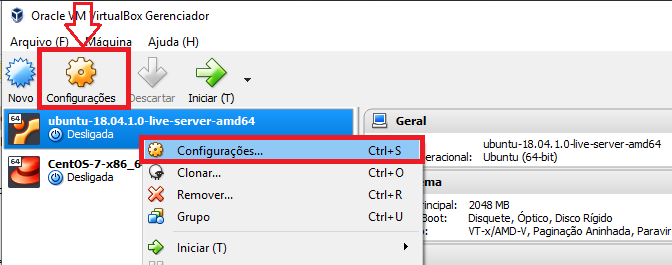 Oracle VM VirtualBox Gerenciador
Arquivo (F) Máquina Ajuda (H)
Novo Configurações Descartar Iniciar (T)
64 ubuntu-18.04.1.0-live-server-amd64
Desligada
64 CentOS-7-x86_6
Desligada
Configurações... Ctrl+S
Clonar... Ctrl+O
Remover... Ctrl+R
Grupo Ctrl+U
Iniciar (T)
Geral
ubuntu-18.04.1.0-live-server-amd64
eracional: Ubuntu (64-bit)
ema
rincipal: 2048 MB
Boot: Disquete, Óptico, Disco Rígido
VT-x/AMD-V, Paginação Aninhada, Paravir